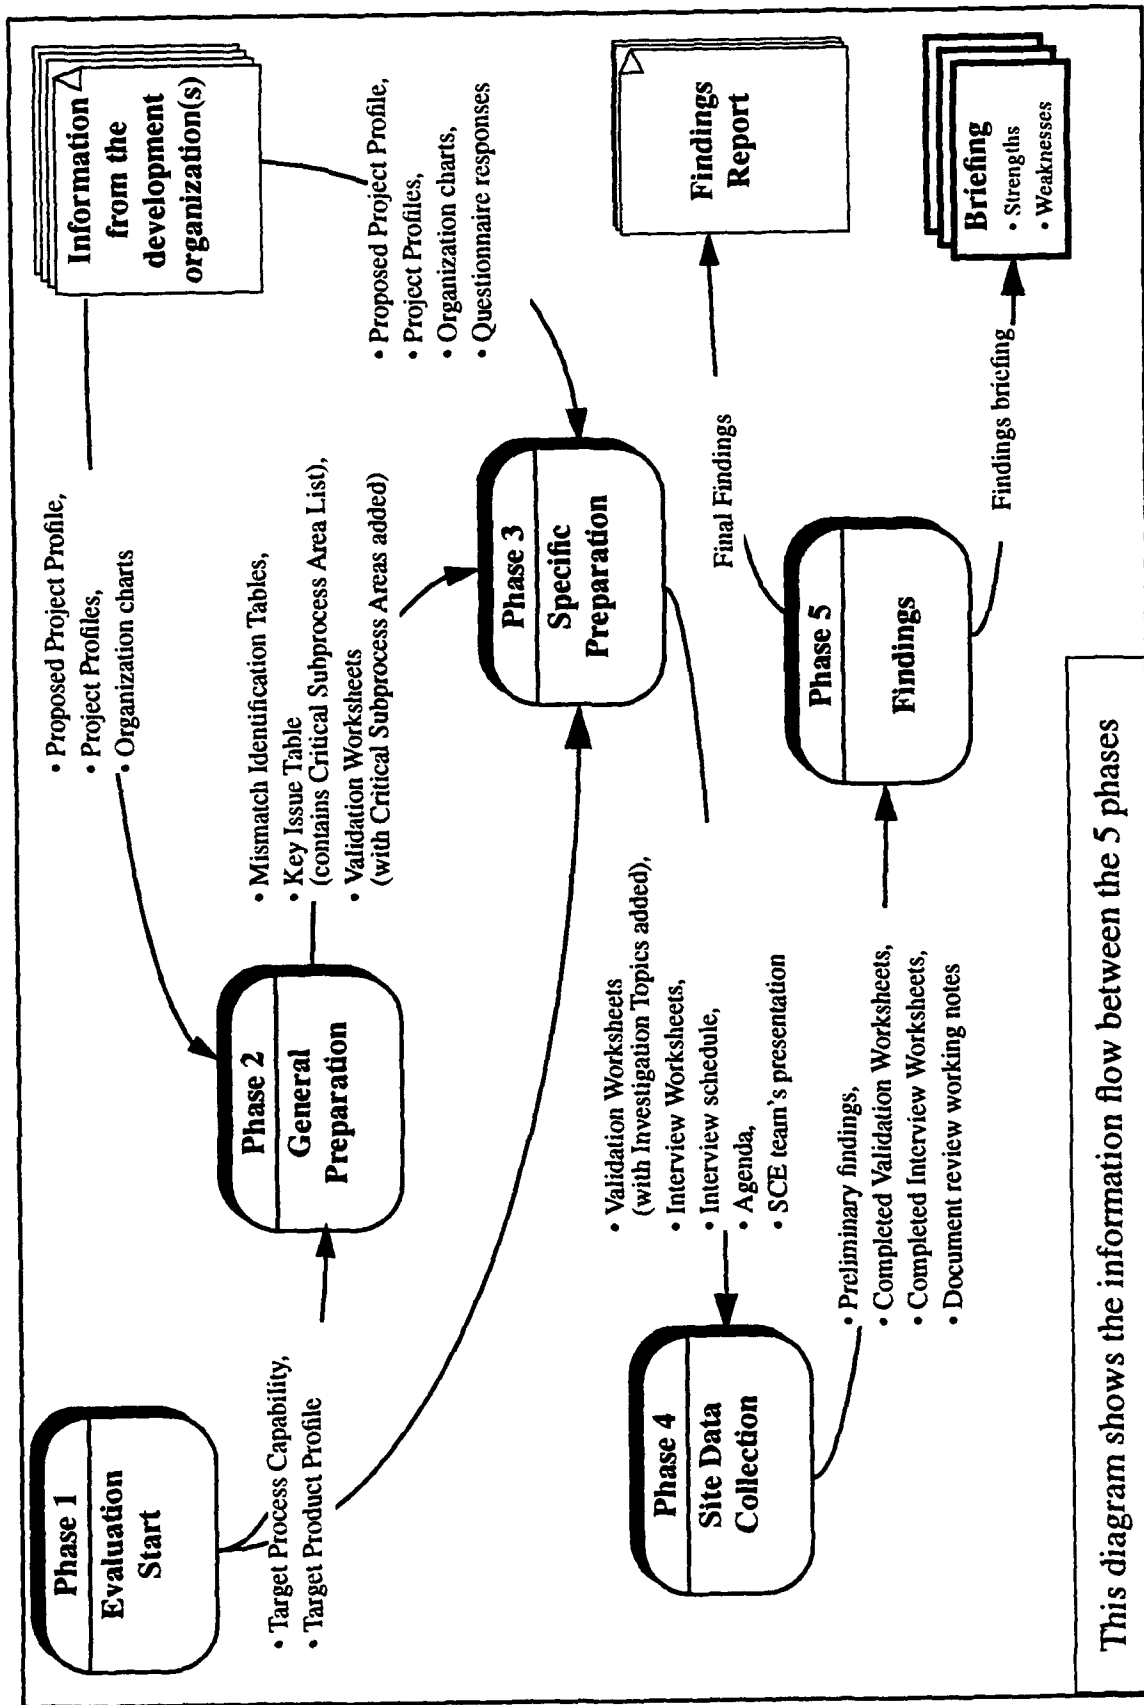 Phase 1
Evaluation
Start
• Target Process Capability,
• Target Product Profile
• Proposed Project Profile,
• Project Profiles,
• Organization charts
Information
from the
development
organization(s)
Phase 2
General
Preparation
• Mismatch Identification Tables,
• Key Issue Table
(contains Critical Subprocess Area List),
• Validation Worksheets
(with Critical Subprocess Areas added)
• Proposed Project Profile,
• Project Profiles,
• Organization charts,
• Questionnaire responses
Phase 3
Specific
Preparation
• Validation Worksheets
(with Investigation Topics added),
• Interview Worksheets,
• Interview schedule,
• Agenda,
• SCE team's presentation
Phase 4
Site Data
Collection
• Preliminary findings,
• Completed Validation Worksheets,
• Completed Interview Worksheets,
• Document review working notes
Phase 5
Findings
Final Findings
Findings
Report
Findings briefing
Briefing
• Strengths
• Weaknesses
This diagram shows the information flow between the 5 phases